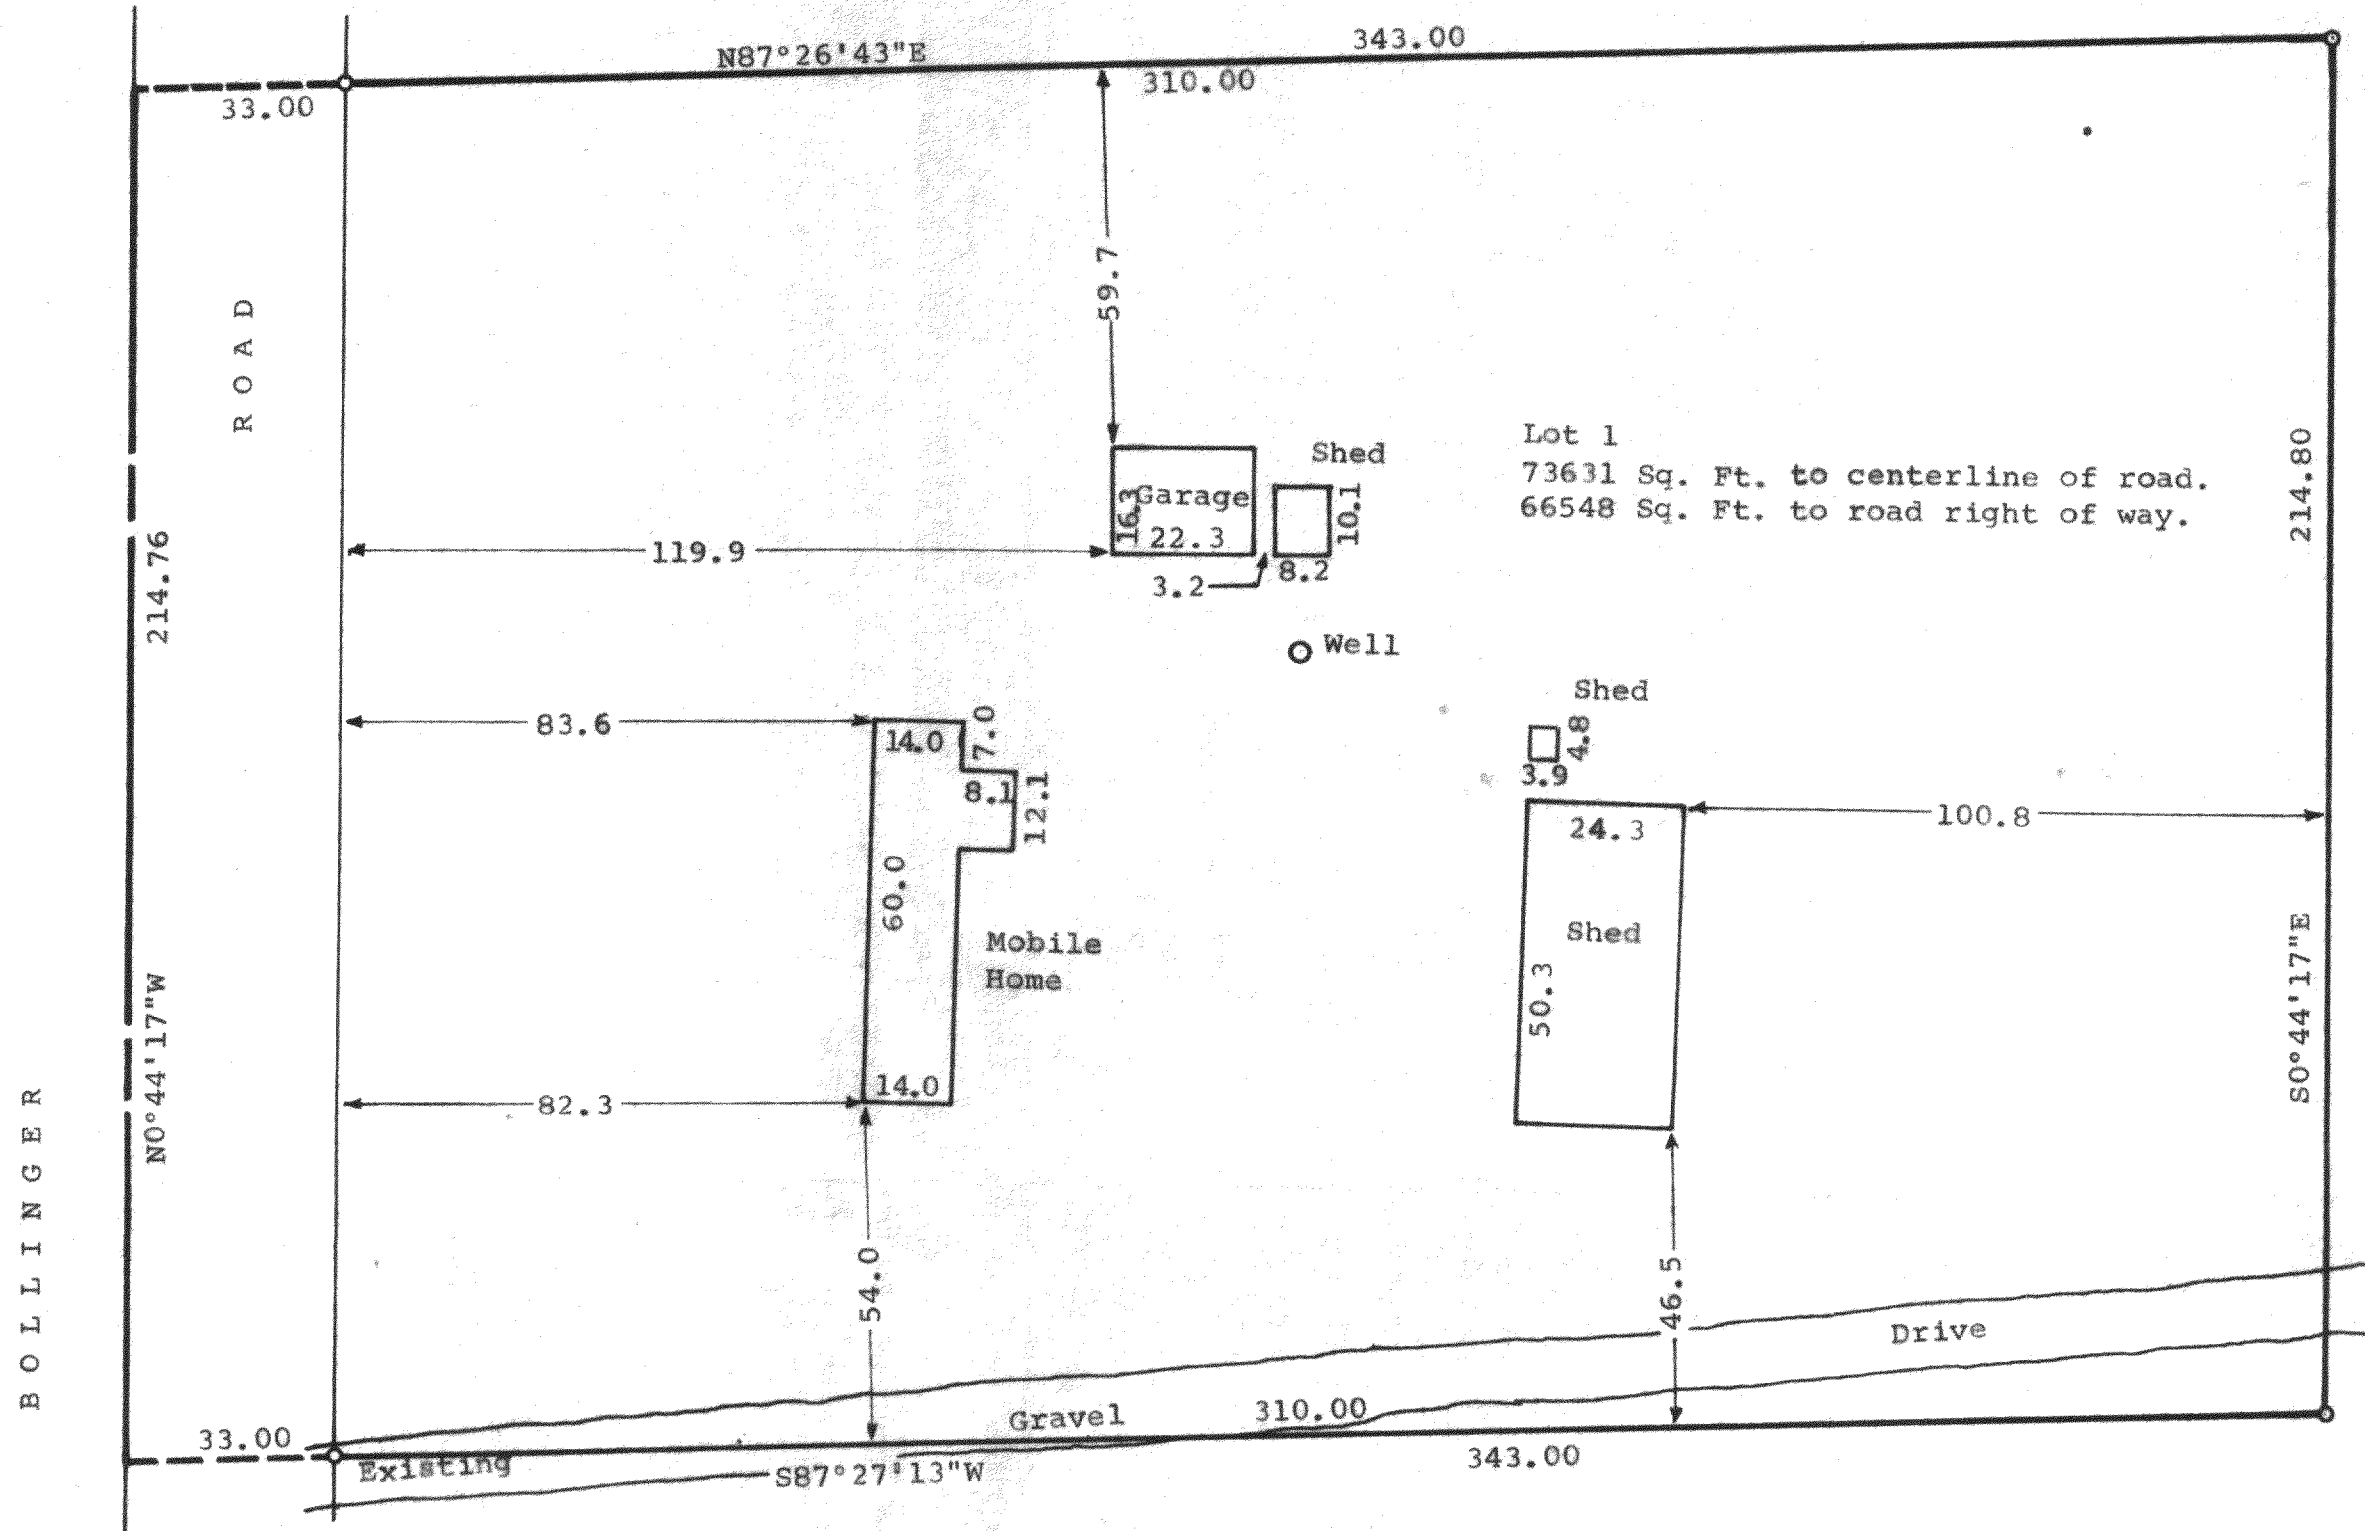 343.00
N87°26'43"E
310.00
33.00
59.7
ROAD
Lot 1
73631 Sq. Ft. to centerline of road.
66548 Sq. Ft. to road right of way.
Shed
Garage
16.3
22.3
10.1
8.2
3.2
119.9
214.76
214.80
Well
Shed
4.8
3.9
83.6
14.0
7.0
8.1
12.1
60.0
24.3
100.8
Shed
50.3
Mobile
Home
N0°44'17"W
S0°44'17"E
BOLLINGER
82.3
14.0
54.0
46.5
Drive
Gravel
310.00
33.00
Existing
S87°27'13"W
343.00